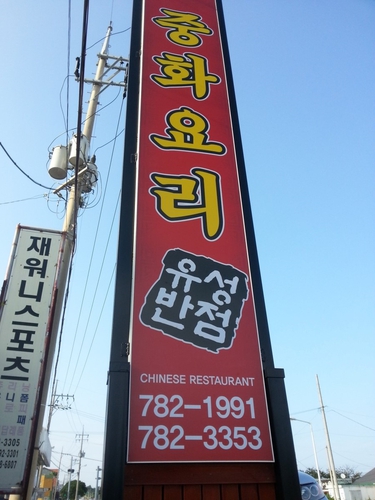 중화요리
유성
반점
CHINESE RESTAURANT
782-1991
782-3353
재워니스포츠